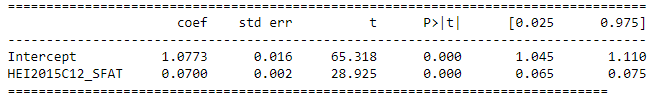 coef std err t P>|t| [0.025 0.975]
Intercept 1.0773 0.016 65.318 0.000 1.045 1.110
HEI2015C12_SFAT 0.0700 0.002 28.925 0.000 0.065 0.075